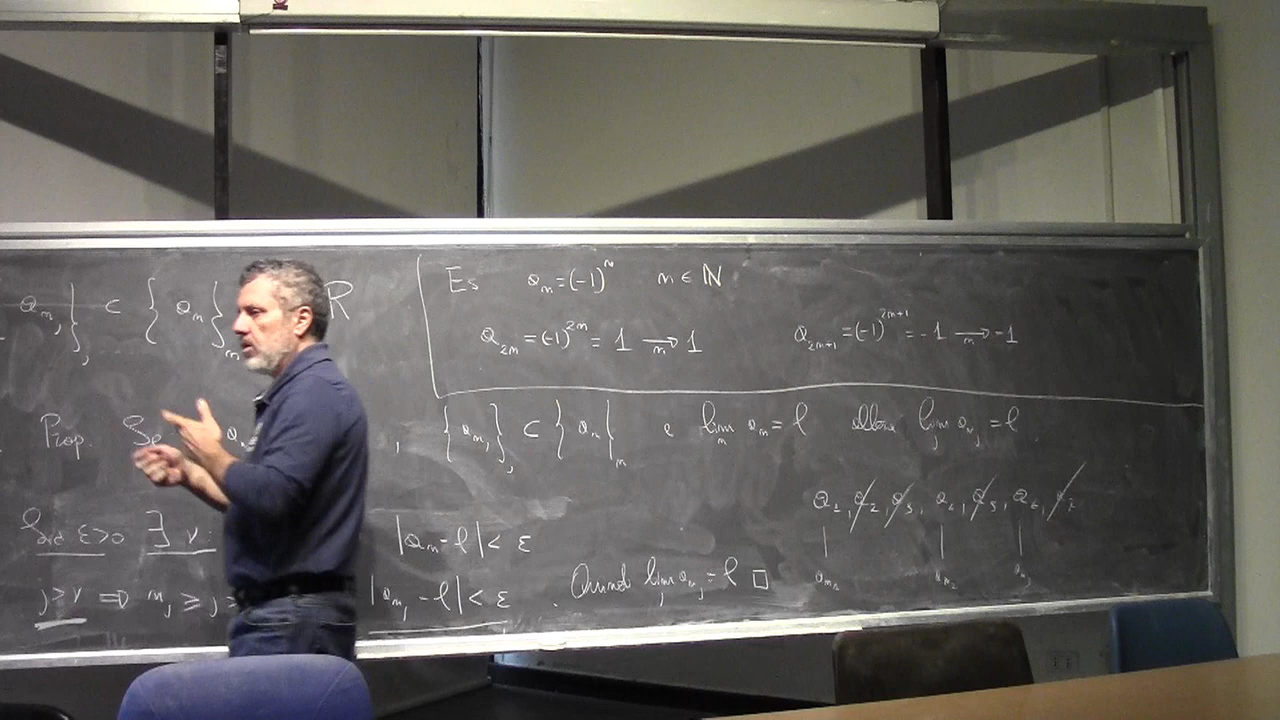 a_{n_j}}_j ⊂ {a_n}_n R
Es a_n = (-1)^n n ∈ ℕ
a_{2n} = (-1)^{2n} = 1 →_n 1 a_{2n+1} = (-1)^{2n+1} = -1 →_n -1
Prop. Se a_n , {a_{n_j}}_j ⊂ {a_n}_n e lim_n a_n = l allora lim_j a_{n_j} = l.
Sia ε>0 ∃ ν: |a_n - l| < ε
j ≥ ν ⇒ n_j ≥ j ≥ |a_{n_j} - l| < ε. Quindi lim_j a_{n_j} = l □
a_1, a_2, a_3, a_4, a_5, a_6, a_7
a_{n_1} a_{n_2} a_{n_3}